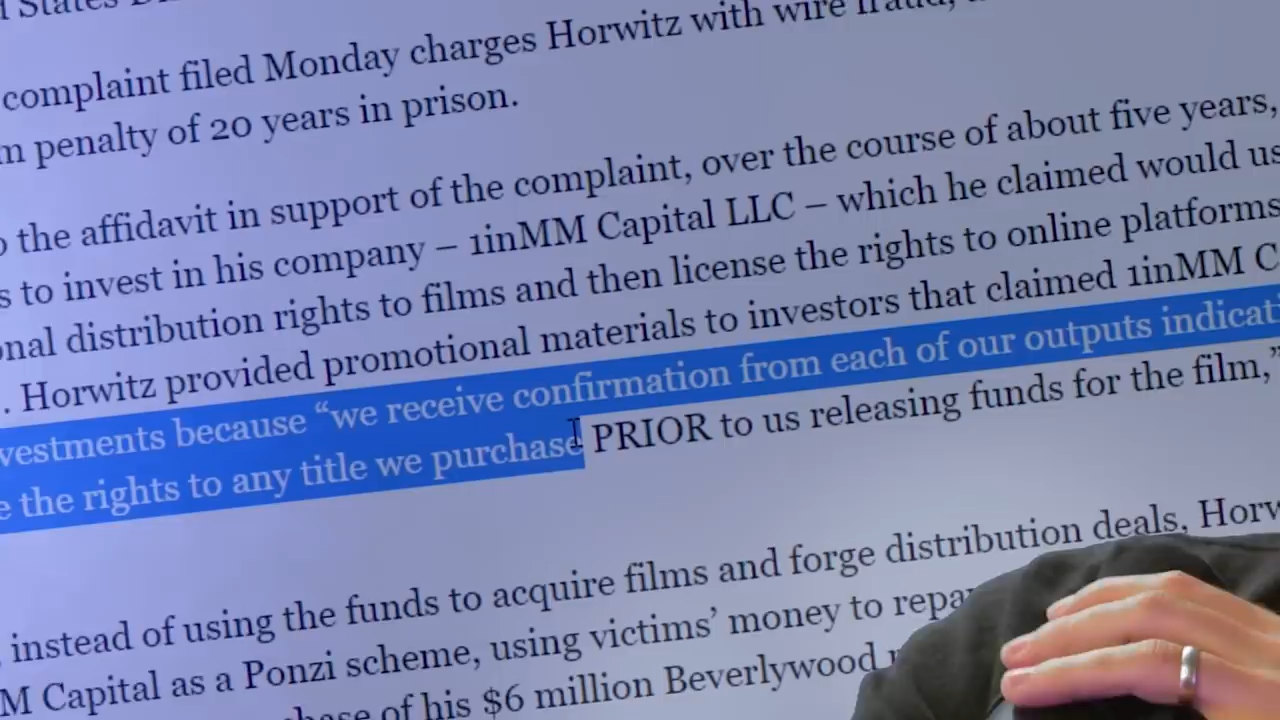 States
complaint filed Monday charges Horwitz with wire fraud,
penalty of 20 years in prison.
the affidavit in support of the complaint, over the course of about five years,
s to invest in his company – 1inMM Capital LLC – which he claimed would us
onal distribution rights to films and then license the rights to online platforms
. Horwitz provided promotional materials to investors that claimed 1inMM C
vestments because “we receive confirmation from each of our outputs indicat
e the rights to any title we purchase PRIOR to us releasing funds for the film,”
, instead of using the funds to acquire films and forge distribution deals, Horw
M Capital as a Ponzi scheme, using victims’ money to repa
hase of his $6 million Beverlywood